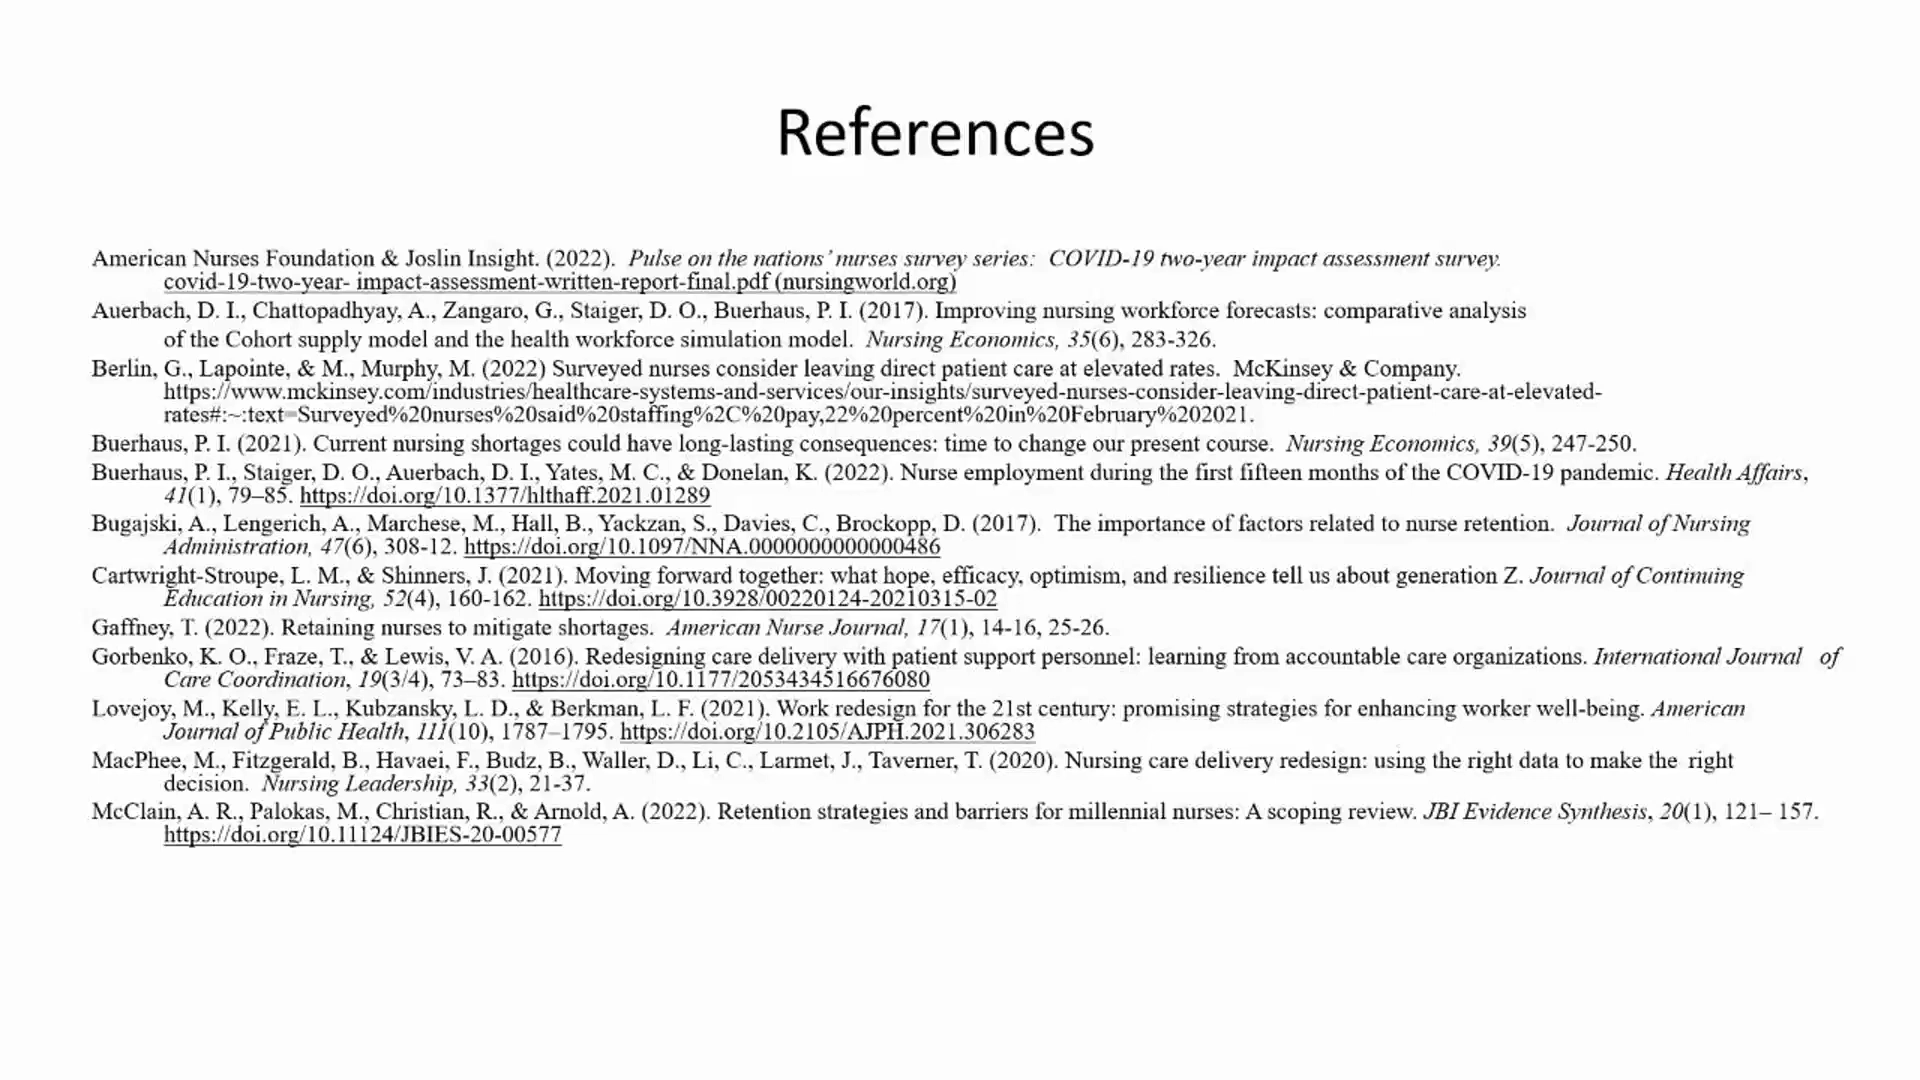 References
American Nurses Foundation & Joslin Insight. (2022).  Pulse on the nations’ nurses survey series:  COVID-19 two-year impact assessment survey.
covid-19-two-year- impact-assessment-written-report-final.pdf (nursingworld.org)
Auerbach, D. I., Chattopadhyay, A., Zangaro, G., Staiger, D. O., Buerhaus, P. I. (2017). Improving nursing workforce forecasts: comparative analysis
of the Cohort supply model and the health workforce simulation model.  Nursing Economics, 35(6), 283-326.
Berlin, G., Lapointe, & M., Murphy, M. (2022) Surveyed nurses consider leaving direct patient care at elevated rates.  McKinsey & Company.
https://www.mckinsey.com/industries/healthcare-systems-and-services/our-insights/surveyed-nurses-consider-leaving-direct-patient-care-at-elevated-
rates#:~:text=Surveyed%20nurses%20said%20staffing%2C%20pay,22%20percent%20in%20February%202021.
Buerhaus, P. I. (2021). Current nursing shortages could have long-lasting consequences: time to change our present course.  Nursing Economics, 39(5), 247-250.
Buerhaus, P. I., Staiger, D. O., Auerbach, D. I., Yates, M. C., & Donelan, K. (2022). Nurse employment during the first fifteen months of the COVID-19 pandemic. Health Affairs,
41(1), 79–85. https://doi.org/10.1377/hlthaff.2021.01289
Bugajski, A., Lengerich, A., Marchese, M., Hall, B., Yackzan, S., Davies, C., Brockopp, D. (2017).  The importance of factors related to nurse retention.  Journal of Nursing
Administration, 47(6), 308-12. https://doi.org/10.1097/NNA.0000000000000486
Cartwright-Stroupe, L. M., & Shinners, J. (2021). Moving forward together: what hope, efficacy, optimism, and resilience tell us about generation Z. Journal of Continuing
Education in Nursing, 52(4), 160-162. https://doi.org/10.3928/00220124-20210315-02
Gaffney, T. (2022). Retaining nurses to mitigate shortages.  American Nurse Journal, 17(1), 14-16, 25-26.
Gorbenko, K. O., Fraze, T., & Lewis, V. A. (2016). Redesigning care delivery with patient support personnel: learning from accountable care organizations. International Journal  of
Care Coordination, 19(3/4), 73–83. https://doi.org/10.1177/2053434516676080
Lovejoy, M., Kelly, E. L., Kubzansky, L. D., & Berkman, L. F. (2021). Work redesign for the 21st century: promising strategies for enhancing worker well-being. American
Journal of Public Health, 111(10), 1787–1795. https://doi.org/10.2105/AJPH.2021.306283
MacPhee, M., Fitzgerald, B., Havaei, F., Budz, B., Waller, D., Li, C., Larmet, J., Taverner, T. (2020). Nursing care delivery redesign: using the right data to make the right
decision.  Nursing Leadership, 33(2), 21-37.
McClain, A. R., Palokas, M., Christian, R., & Arnold, A. (2022). Retention strategies and barriers for millennial nurses: A scoping review. JBI Evidence Synthesis, 20(1), 121– 157.
https://doi.org/10.11124/JBIES-20-00577